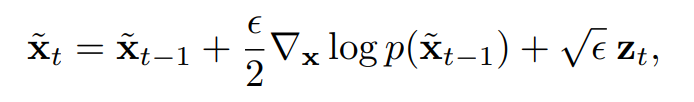 x̃ₜ = x̃ₜ₋₁ + ϵ/2 ∇ₓ log p(x̃ₜ₋₁) + √ϵ zₜ,